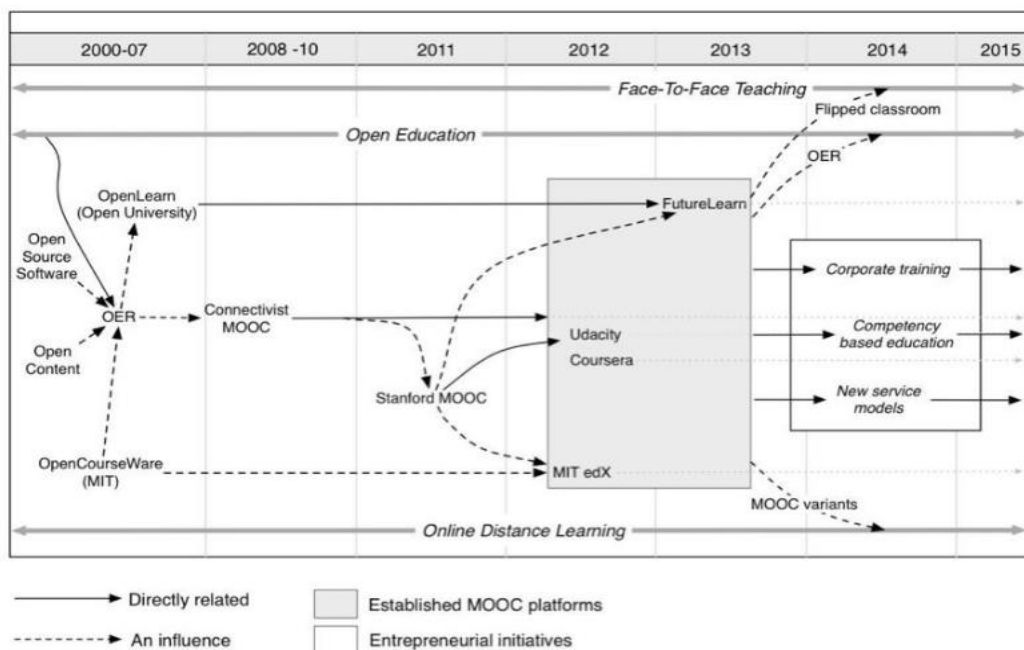 2000-07
2008 -10
2011
2012
2013
2014
2015
Face-To-Face Teaching
Flipped classroom
Open Education
OER
OpenLearn
(Open University)
FutureLearn
Open
Source
Software
Corporate training
OER
Connectivist
MOOC
Udacity
Competency
based education
Open
Content
Coursera
Stanford MOOC
New service
models
OpenCourseWare
(MIT)
MIT edX
MOOC variants
Online Distance Learning
Directly related
Established MOOC platforms
An influence
Entrepreneurial initiatives